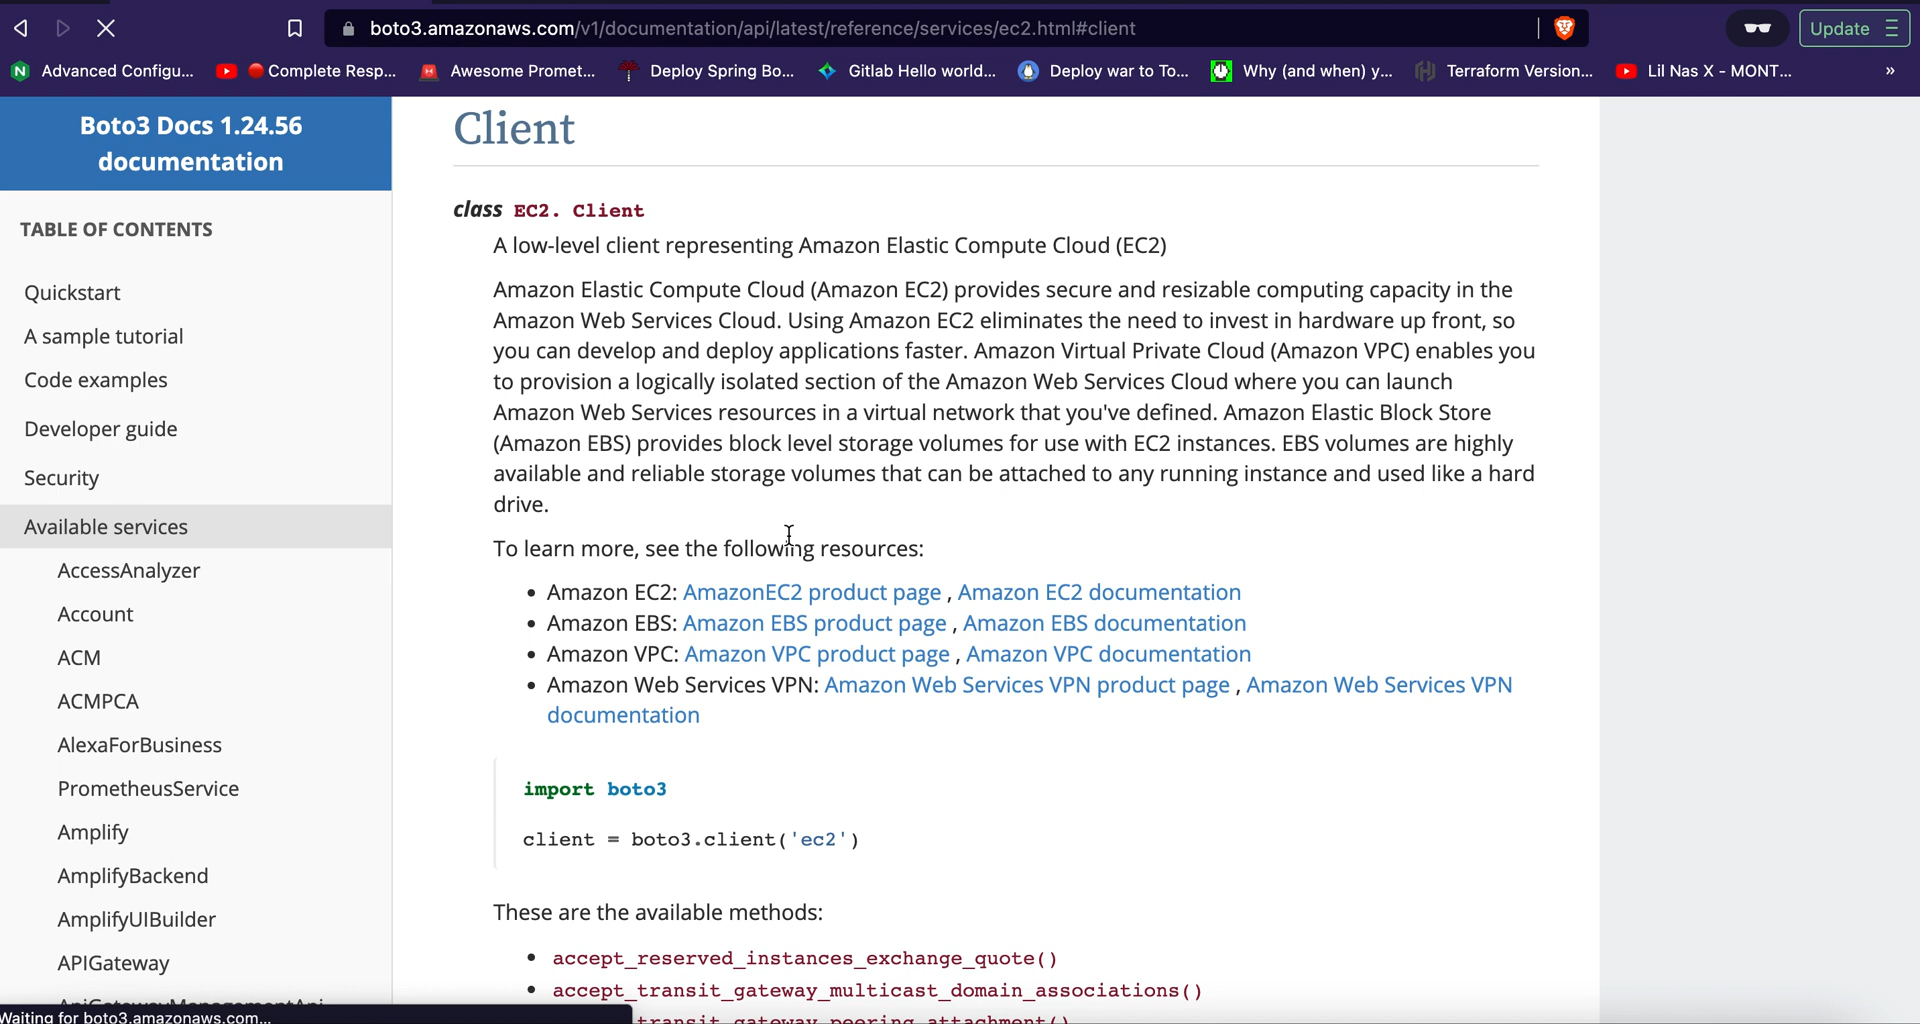 boto3.amazonaws.com/v1/documentation/api/latest/reference/services/ec2.html#client
Update
Advanced Configu... Complete Resp... Awesome Promet... Deploy Spring Bo... Gitlab Hello world... Deploy war to To... Why (and when) y... Terraform Version... Lil Nas X - MONT... »
Boto3 Docs 1.24.56
documentation
TABLE OF CONTENTS
Quickstart
A sample tutorial
Code examples
Developer guide
Security
Available services
AccessAnalyzer
Account
ACM
ACMPCA
AlexaForBusiness
PrometheusService
Amplify
AmplifyBackend
AmplifyUIBuilder
APIGateway
ApiGatewayManagementApi
Waiting for boto3.amazonaws.com...
Client
class EC2. Client
A low-level client representing Amazon Elastic Compute Cloud (EC2)
Amazon Elastic Compute Cloud (Amazon EC2) provides secure and resizable computing capacity in the
Amazon Web Services Cloud. Using Amazon EC2 eliminates the need to invest in hardware up front, so
you can develop and deploy applications faster. Amazon Virtual Private Cloud (Amazon VPC) enables you
to provision a logically isolated section of the Amazon Web Services Cloud where you can launch
Amazon Web Services resources in a virtual network that you've defined. Amazon Elastic Block Store
(Amazon EBS) provides block level storage volumes for use with EC2 instances. EBS volumes are highly
available and reliable storage volumes that can be attached to any running instance and used like a hard
drive.
To learn more, see the following resources:
• Amazon EC2: AmazonEC2 product page , Amazon EC2 documentation
• Amazon EBS: Amazon EBS product page , Amazon EBS documentation
• Amazon VPC: Amazon VPC product page , Amazon VPC documentation
• Amazon Web Services VPN: Amazon Web Services VPN product page , Amazon Web Services VPN
documentation
import boto3
client = boto3.client('ec2')
These are the available methods:
• accept_reserved_instances_exchange_quote()
• accept_transit_gateway_multicast_domain_associations()
transit_gateway_peering_attachment()